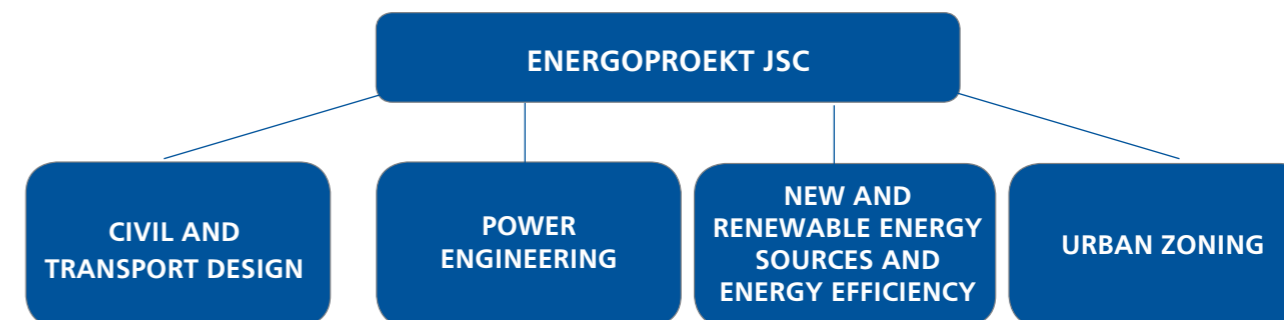 ENERGOPROEKT JSC
CIVIL AND
TRANSPORT DESIGN
POWER
ENGINEERING
NEW AND
RENEWABLE ENERGY
SOURCES AND
ENERGY EFFICIENCY
URBAN ZONING